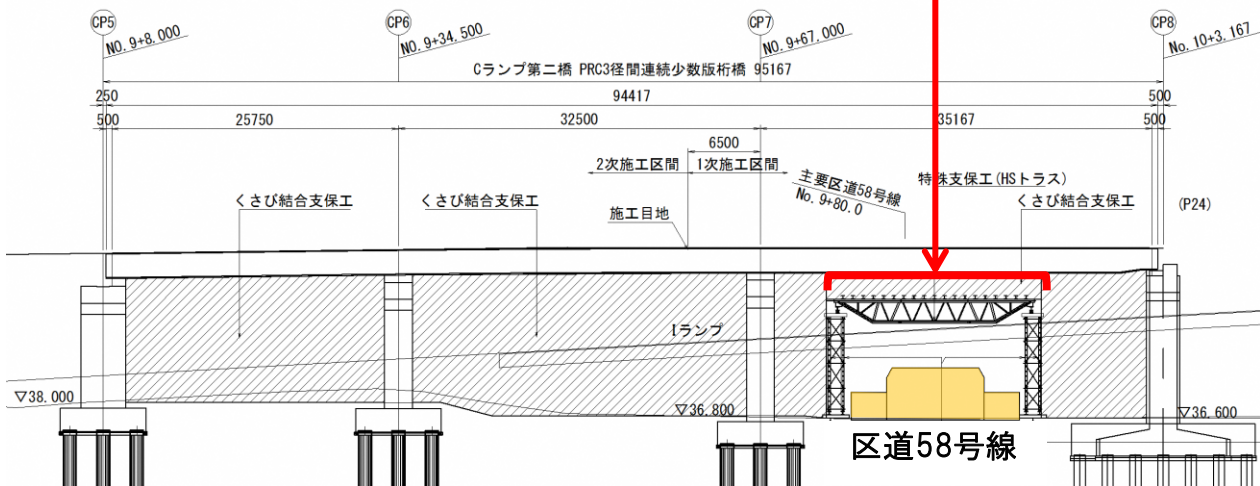 CP5
CP6
CP7
CP8
NO. 9+8.000
NO. 9+34.500
NO. 9+67.000
No. 10+3.167
Cランプ第二橋 PRC3径間連続少数版桁橋 95167
250
94417
500
500
25750
32500
35167
500
6500
2次施工区間
1次施工区間
主要区道58号線
No. 9+80.0
特殊支保工(HSトラス)
くさび結合支保工
くさび結合支保工
くさび結合支保工
(P24)
施工目地
Iランプ
▽38.000
▽36.800
▽36.600
区道58号線